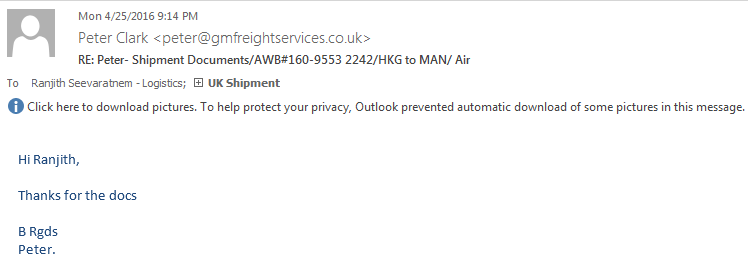 Mon 4/25/2016 9:14 PM
Peter Clark <peter@gmfreightservices.co.uk>
RE: Peter- Shipment Documents/AWB#160-9553 2242/HKG to MAN/ Air
To Ranjith Seevaratnem - Logistics; UK Shipment
Click here to download pictures. To help protect your privacy, Outlook prevented automatic download of some pictures in this message.
Hi Ranjith,
Thanks for the docs
B Rgds
Peter.